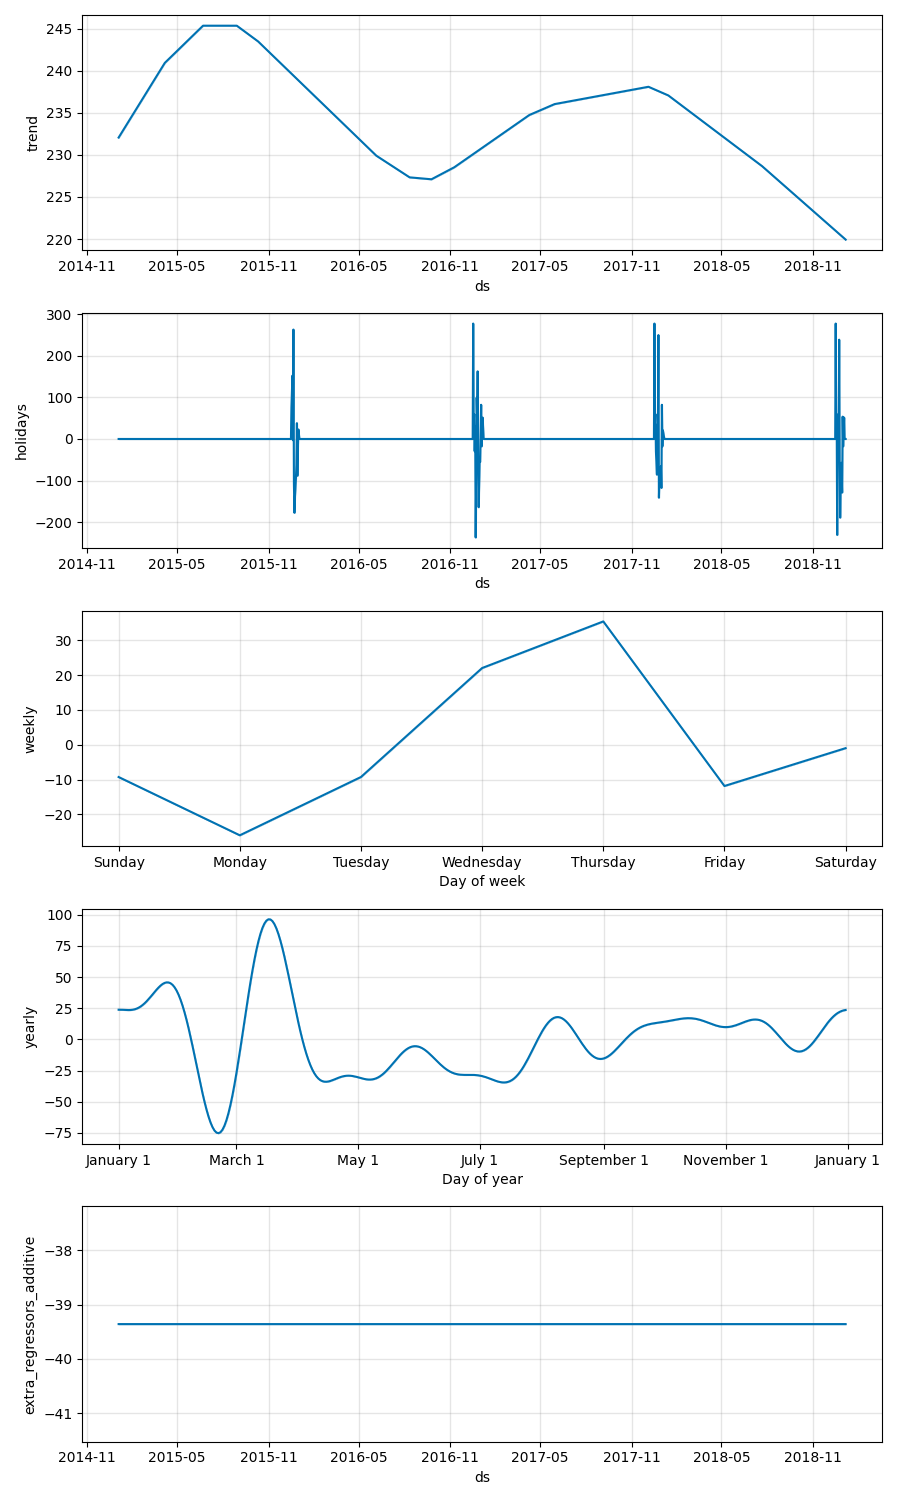 245
240
235
230
225
220
trend
2014-11 2015-05 2015-11 2016-05 2016-11 2017-05 2017-11 2018-05 2018-11
ds
300
200
100
0
−100
−200
holidays
2014-11 2015-05 2015-11 2016-05 2016-11 2017-05 2017-11 2018-05 2018-11
ds
30
20
10
0
−10
−20
weekly
Sunday Monday Tuesday Wednesday Thursday Friday Saturday
Day of week
100
75
50
25
0
−25
−50
−75
yearly
January 1 March 1 May 1 July 1 September 1 November 1 January 1
Day of year
−38
−39
−40
−41
extra_regressors_additive
2014-11 2015-05 2015-11 2016-05 2016-11 2017-05 2017-11 2018-05 2018-11
ds